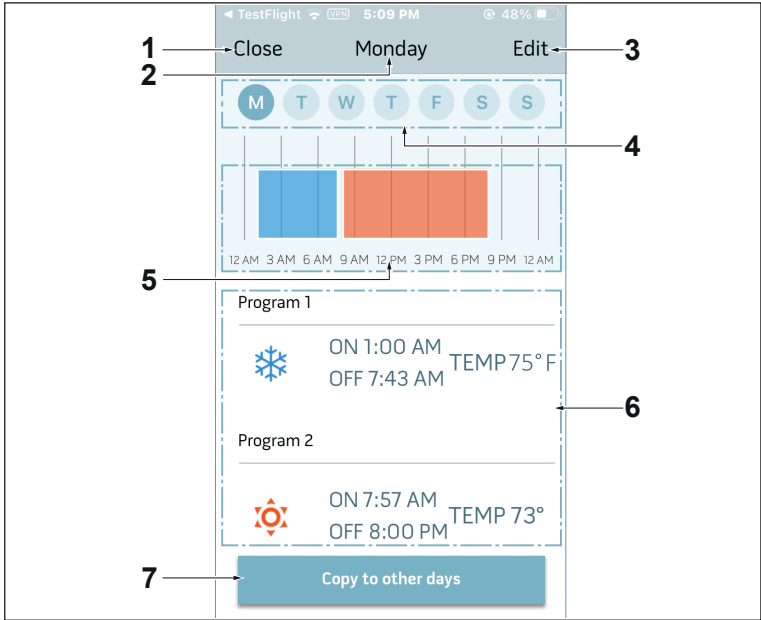 TestFlight VPN 5:09 PM 48%
1 Close Monday Edit 3
2
M T W T F S S
4
12 AM 3 AM 6 AM 9 AM 12 PM 3 PM 6 PM 9 PM 12 AM
5
Program 1
ON 1:00 AM
TEMP 75° F
OFF 7:43 AM
6
Program 2
ON 7:57 AM
TEMP 73°
OFF 8:00 PM
7 Copy to other days